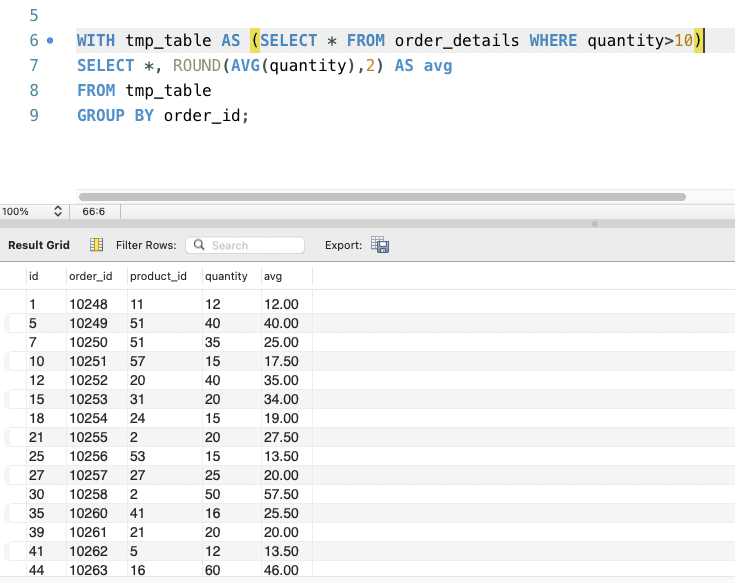 5
6 WITH tmp_table AS (SELECT * FROM order_details WHERE quantity>10)
7 SELECT *, ROUND(AVG(quantity),2) AS avg
8 FROM tmp_table
9 GROUP BY order_id;
100% 66:6
Result Grid Filter Rows: Search Export:
id order_id product_id quantity avg
1 10248 11 12 12.00
5 10249 51 40 40.00
7 10250 51 35 25.00
10 10251 57 15 17.50
12 10252 20 40 35.00
15 10253 31 20 34.00
18 10254 24 15 19.00
21 10255 2 20 27.50
25 10256 53 15 13.50
27 10257 27 25 20.00
30 10258 2 50 57.50
35 10260 41 16 25.50
39 10261 21 20 20.00
41 10262 5 12 13.50
44 10263 16 60 46.00